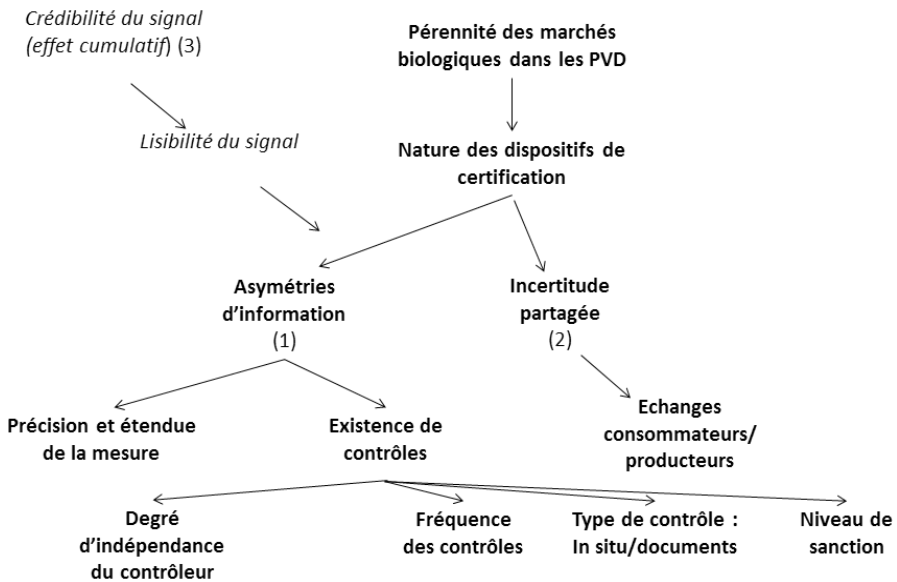 Crédibilité du signal
(effet cumulatif) (3)
Pérennité des marchés
biologiques dans les PVD
Lisibilité du signal
Nature des dispositifs de
certification
Asymétries
d’information
(1)
Incertitude
partagée
(2)
Précision et étendue
de la mesure
Existence de
contrôles
Echanges
consommateurs/
producteurs
Degré
d’indépendance
du contrôleur
Fréquence
des contrôles
Type de contrôle :
In situ/documents
Niveau de
sanction